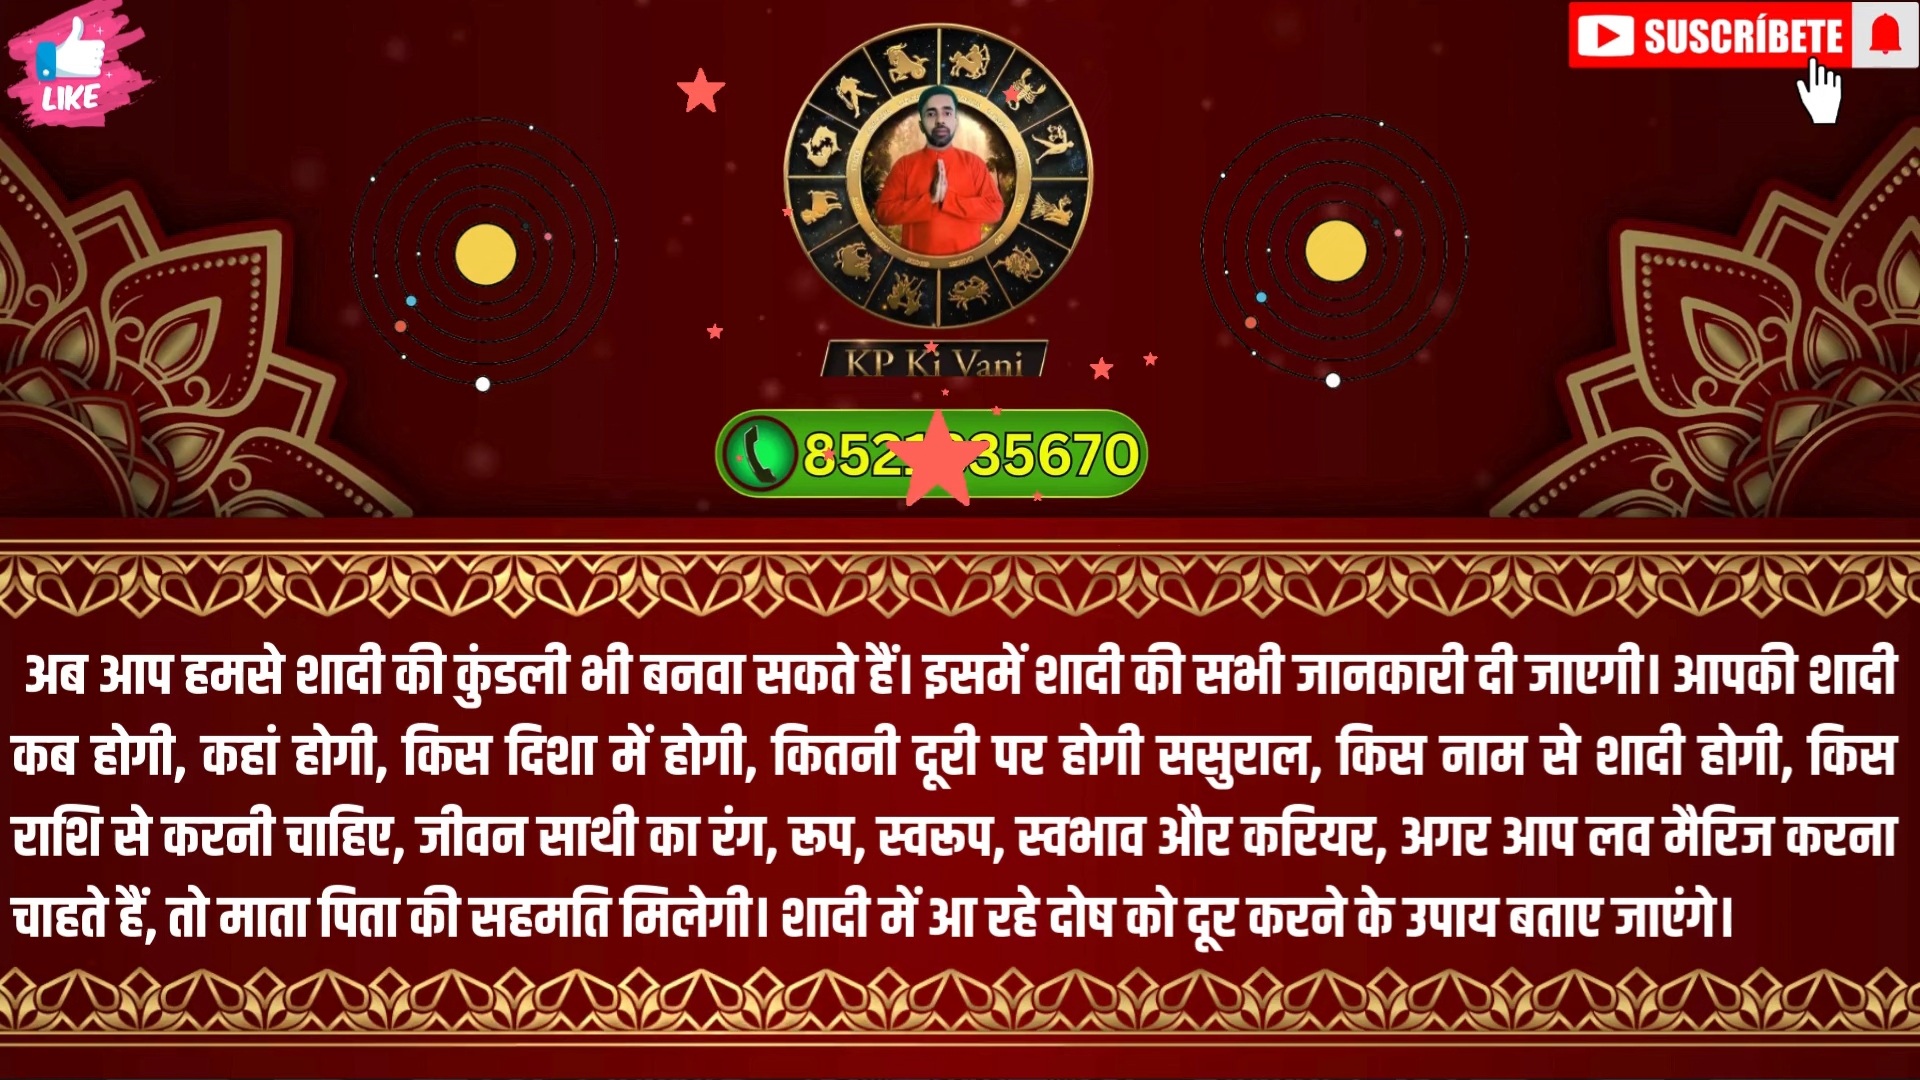 LIKE
SUSCRÍBETE
KP Ki Vani
अब आप हमसे शादी की कुंडली भी बनवा सकते हैं। इसमें शादी की सभी जानकारी दी जाएगी। आपकी शादी
कब होगी, कहां होगी, किस दिशा में होगी, कितनी दूरी पर होगी ससुराल, किस नाम से शादी होगी, किस
राशि से करनी चाहिए, जीवन साथी का रंग, रूप, स्वरूप, स्वभाव और करियर, अगर आप लव मैरिज करना
चाहते हैं, तो माता पिता की सहमति मिलेगी। शादी में आ रहे दोष को दूर करने के उपाय बताए जाएंगे।